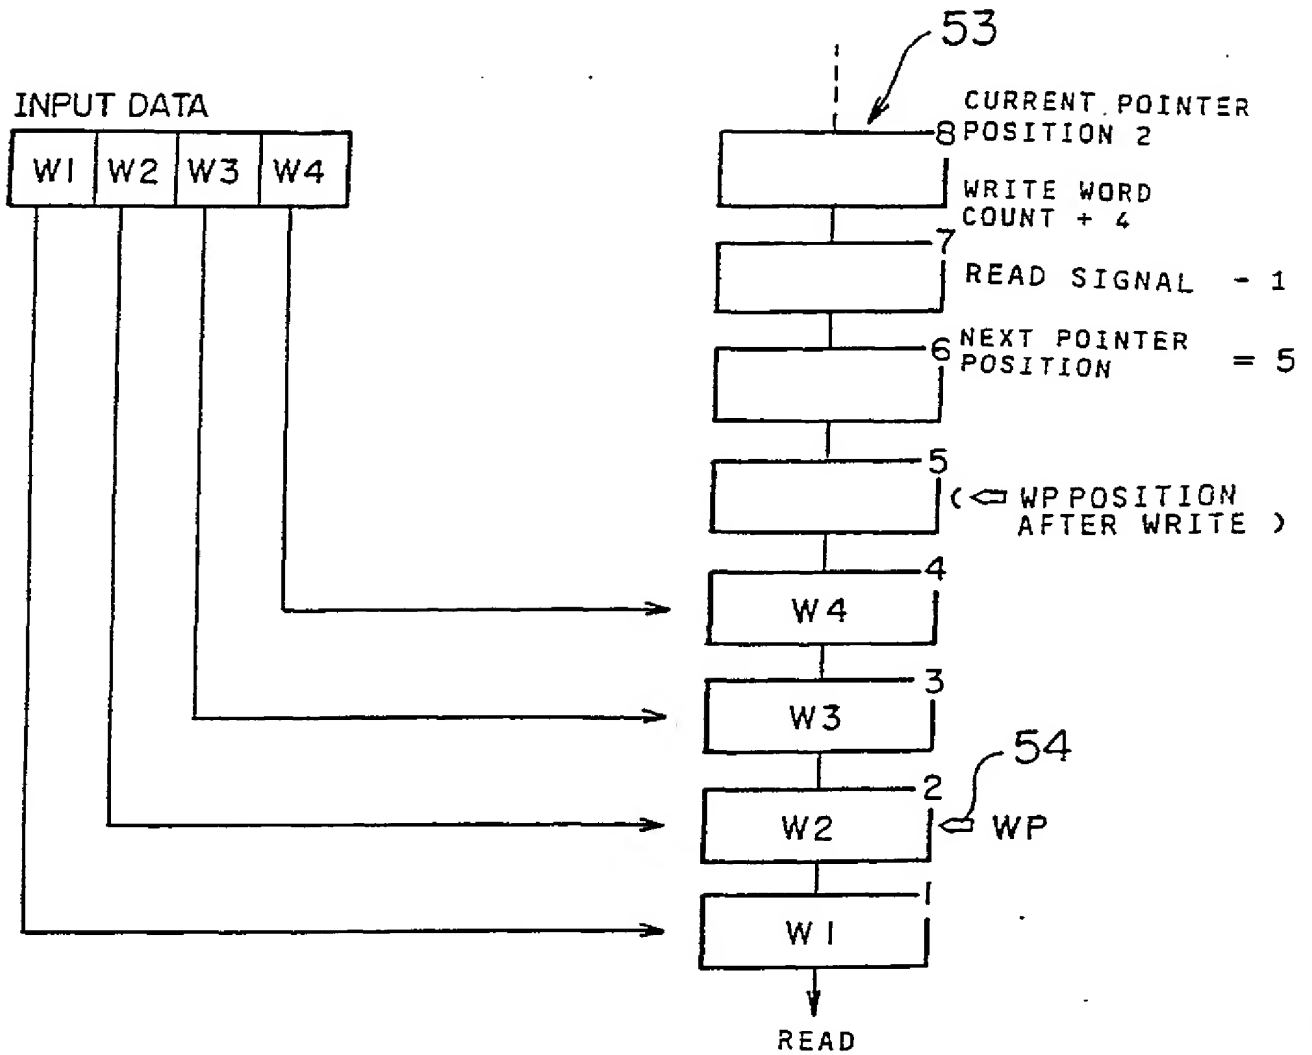 53
INPUT DATA
W1 W2 W3 W4
CURRENT POINTER
8 POSITION 2
WRITE WORD
COUNT + 4
7
READ SIGNAL - 1
6 NEXT POINTER
POSITION = 5
5
( WP POSITION
AFTER WRITE )
4
W4
3
W3
54
2
W2 WP
1
W1
READ